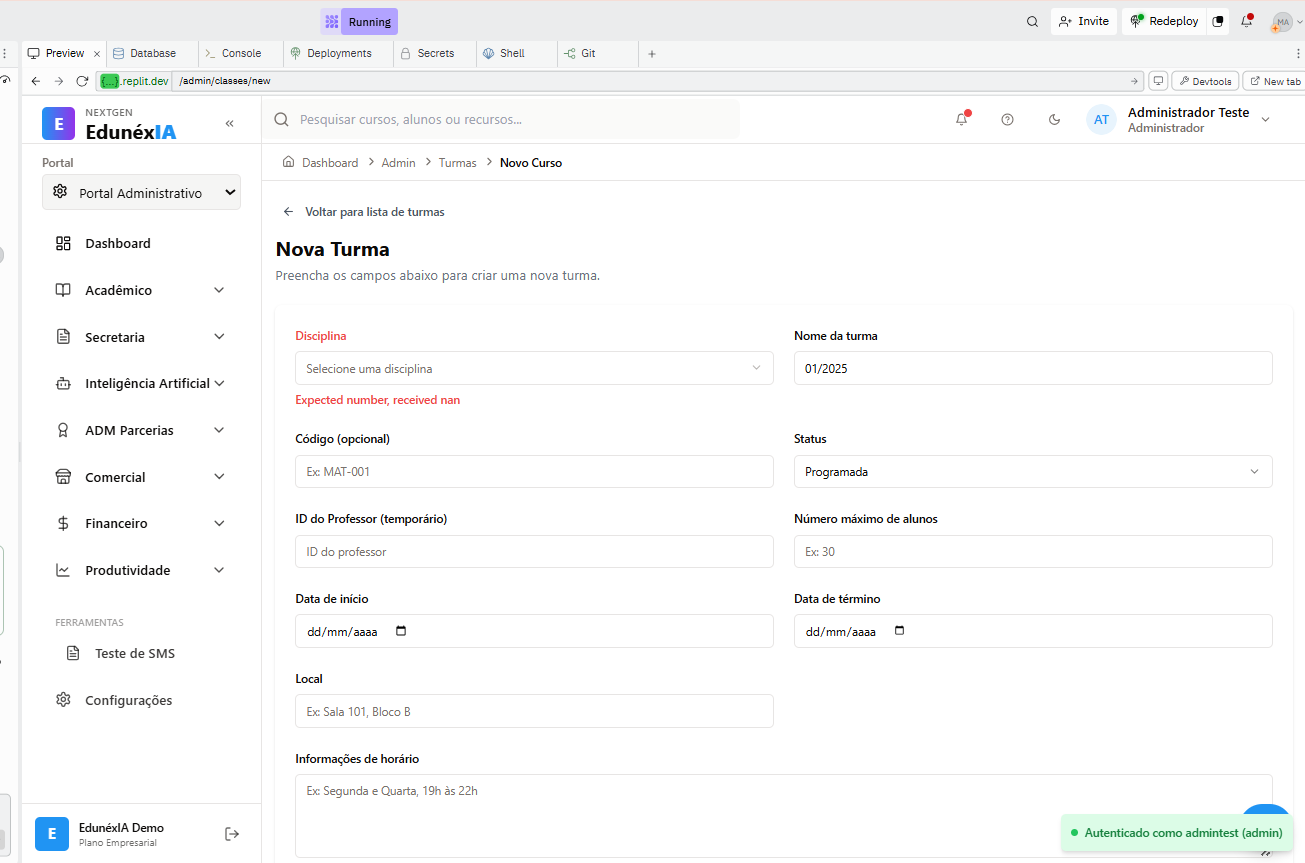 Running
Invite
Redeploy
MA
Preview
Database
Console
Deployments
Secrets
Shell
Git
{...}.replit.dev
/admin/classes/new
Devtools
New tab
E
NEXTGEN
EdunéxIA
Pesquisar cursos, alunos ou recursos...
AT
Administrador Teste
Administrador
Portal
Portal Administrativo
Dashboard
Acadêmico
Secretaria
Inteligência Artificial
ADM Parcerias
Comercial
Financeiro
Produtividade
FERRAMENTAS
Teste de SMS
Configurações
E
EdunéxIA Demo
Plano Empresarial
Dashboard
Admin
Turmas
Novo Curso
Voltar para lista de turmas
Nova Turma
Preencha os campos abaixo para criar uma nova turma.
Disciplina
Selecione uma disciplina
Expected number, received nan
Nome da turma
01/2025
Código (opcional)
Ex: MAT-001
Status
Programada
ID do Professor (temporário)
ID do professor
Número máximo de alunos
Ex: 30
Data de início
dd/mm/aaaa
Data de término
dd/mm/aaaa
Local
Ex: Sala 101, Bloco B
Informações de horário
Ex: Segunda e Quarta, 19h às 22h
Autenticado como admintest (admin)